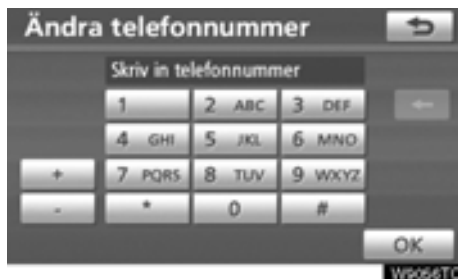 Ändra telefonnummer
Skriv in telefonnummer
1 2 ABC 3 DEF
4 GHI 5 JKL 6 MNO
+ 7 PQRS 8 TUV 9 WXYZ
- * 0 #
OK
W9056TC